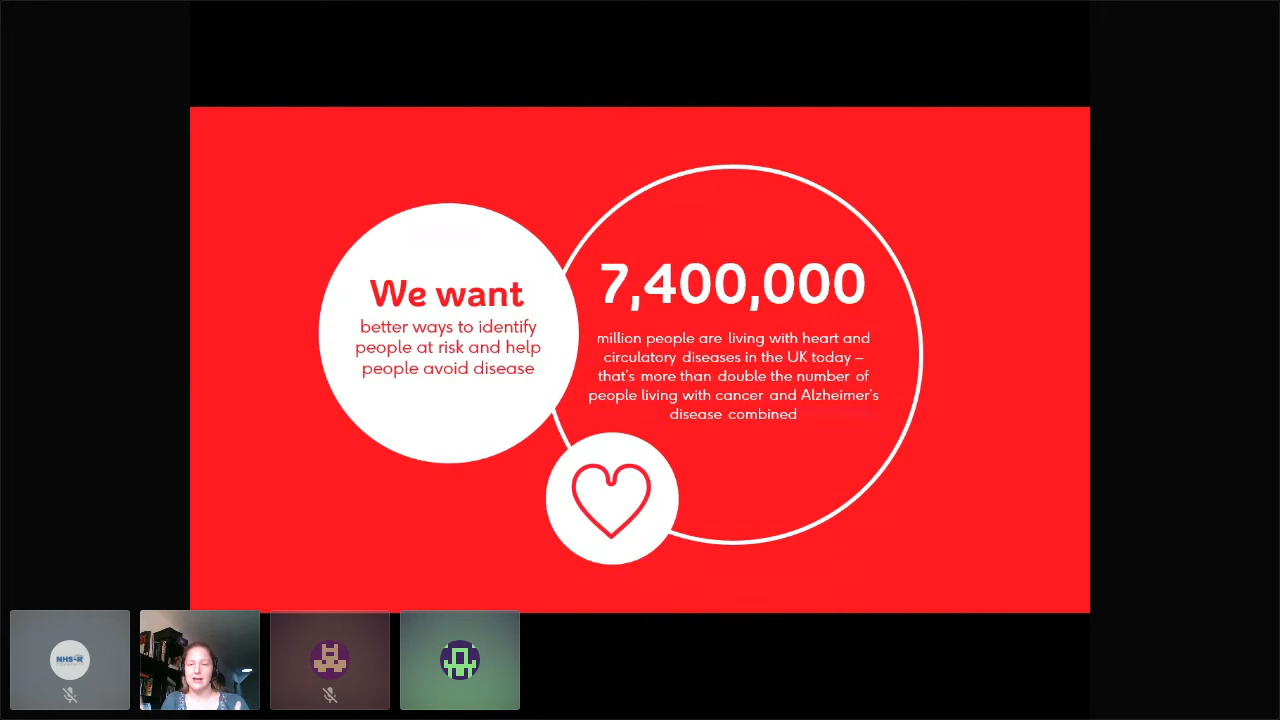 We want
better ways to identify
people at risk and help
people avoid disease
7,400,000
million people are living with heart and
circulatory diseases in the UK today –
that's more than double the number of
people living with cancer and Alzheimer's
disease combined
NHS-R